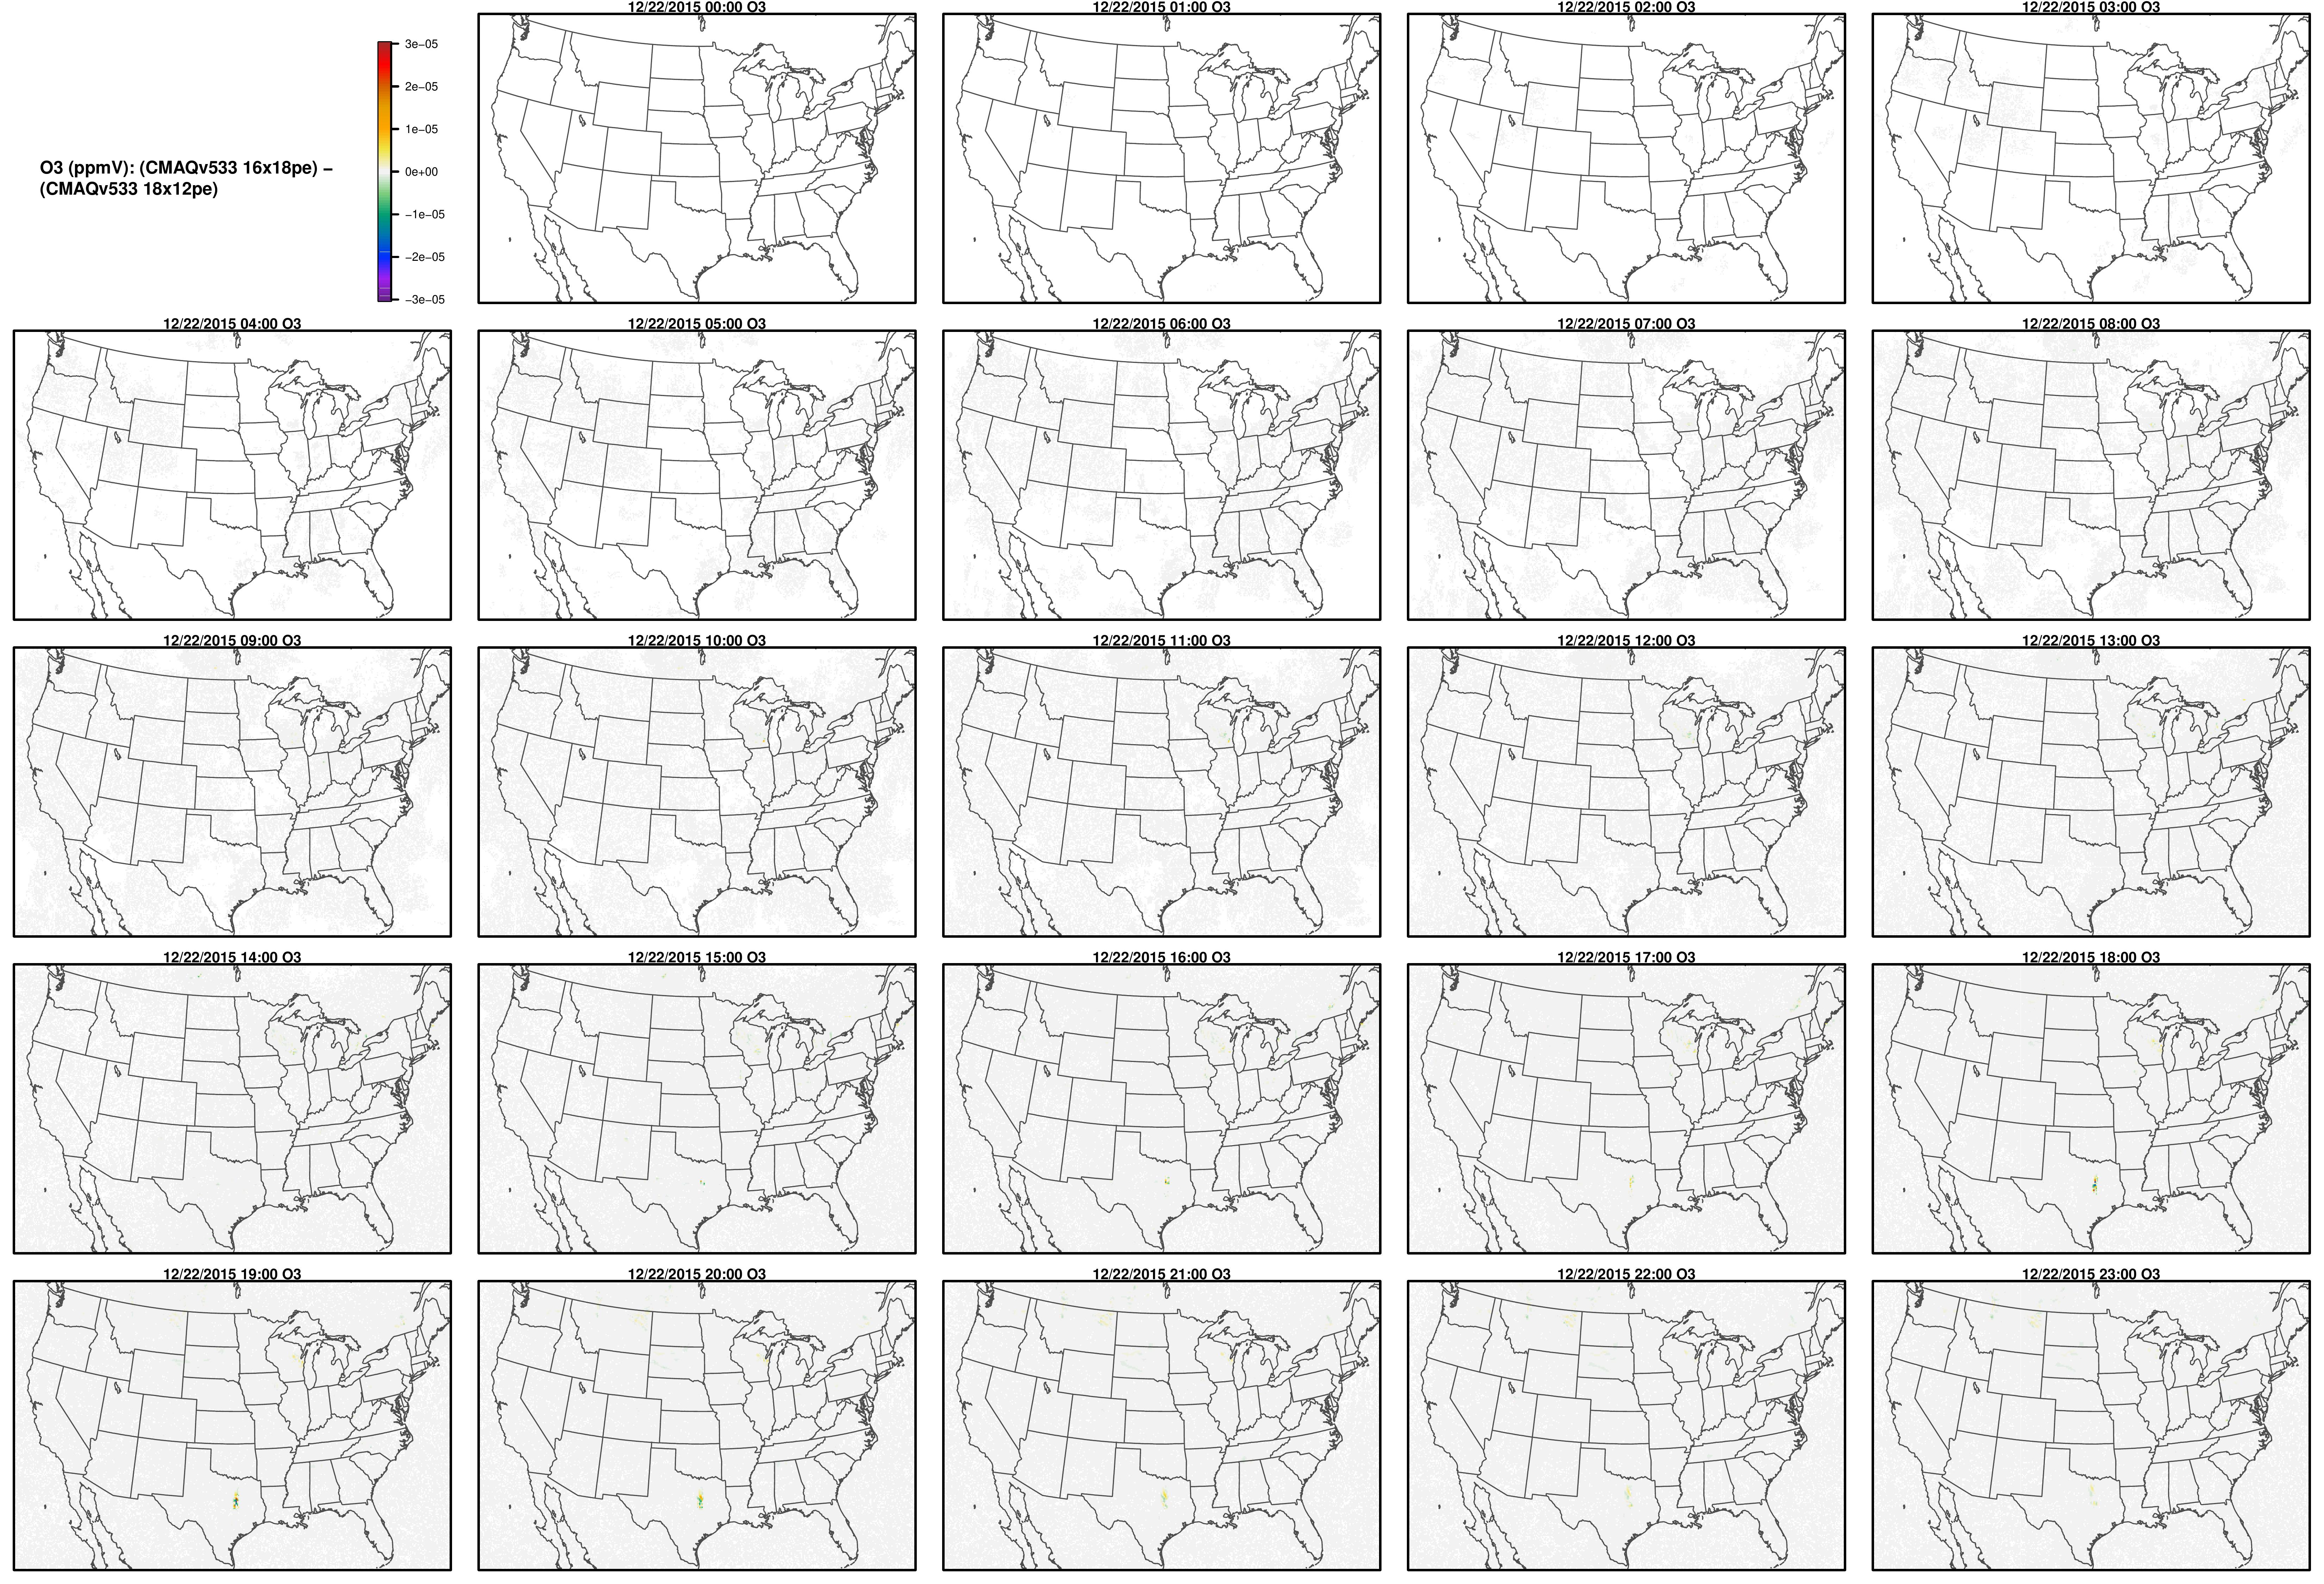 12/22/2015 00:00 O3
12/22/2015 01:00 O3
12/22/2015 02:00 O3
12/22/2015 03:00 O3
O3 (ppmV): (CMAQv533 16x18pe) −
(CMAQv533 18x12pe)
3e−05
2e−05
1e−05
0e+00
−1e−05
−2e−05
−3e−05
12/22/2015 04:00 O3
12/22/2015 05:00 O3
12/22/2015 06:00 O3
12/22/2015 07:00 O3
12/22/2015 08:00 O3
12/22/2015 09:00 O3
12/22/2015 10:00 O3
12/22/2015 11:00 O3
12/22/2015 12:00 O3
12/22/2015 13:00 O3
12/22/2015 14:00 O3
12/22/2015 15:00 O3
12/22/2015 16:00 O3
12/22/2015 17:00 O3
12/22/2015 18:00 O3
12/22/2015 19:00 O3
12/22/2015 20:00 O3
12/22/2015 21:00 O3
12/22/2015 22:00 O3
12/22/2015 23:00 O3